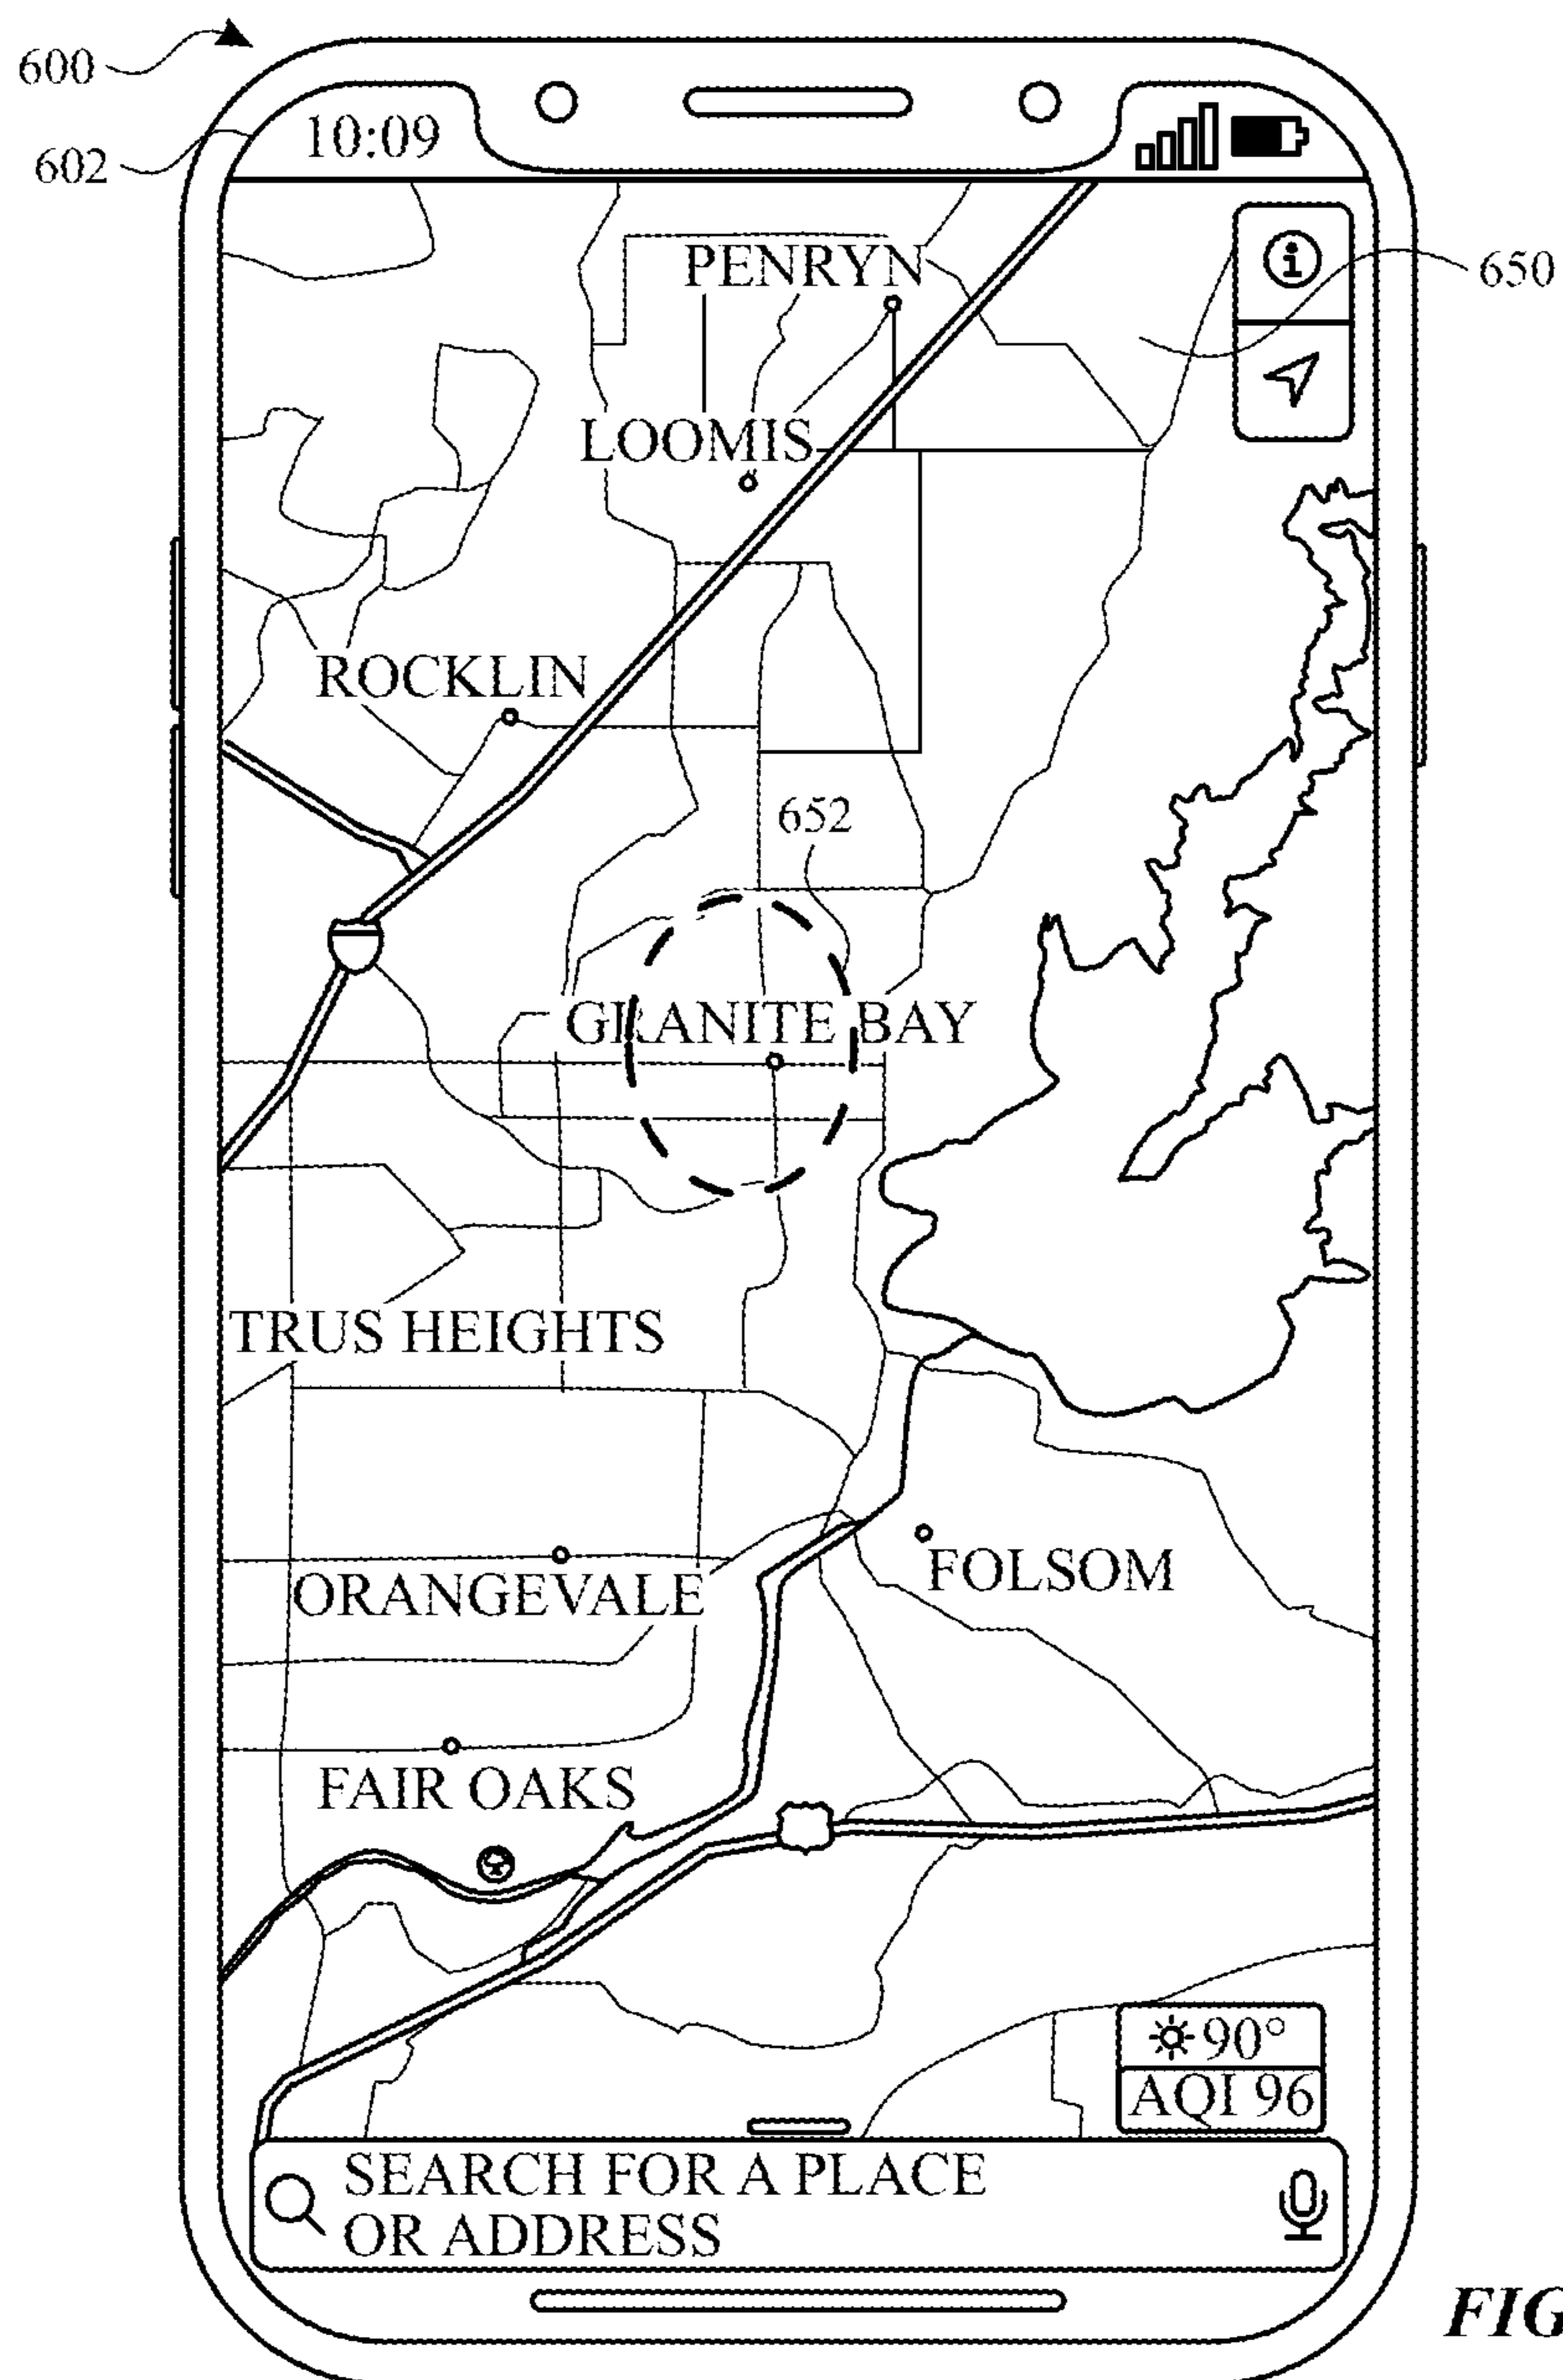 600
602
10:09
650
PENRYN
LOOMIS
ROCKLIN
652
GRANITE BAY
TRUS HEIGHTS
ORANGEVALE
FOLSOM
FAIR OAKS
90°
AQI 96
SEARCH FOR A PLACE
OR ADDRESS
FIG